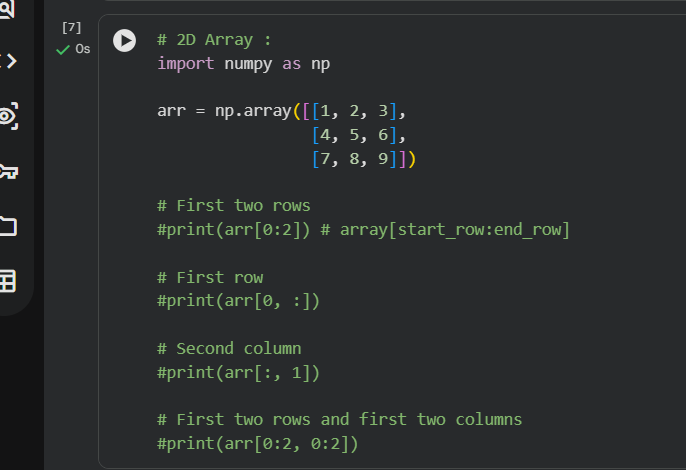 [7]
0s
# 2D Array :
import numpy as np
arr = np.array([[1, 2, 3],
[4, 5, 6],
[7, 8, 9]])
# First two rows
#print(arr[0:2]) # array[start_row:end_row]
# First row
#print(arr[0, :])
# Second column
#print(arr[:, 1])
# First two rows and first two columns
#print(arr[0:2, 0:2])